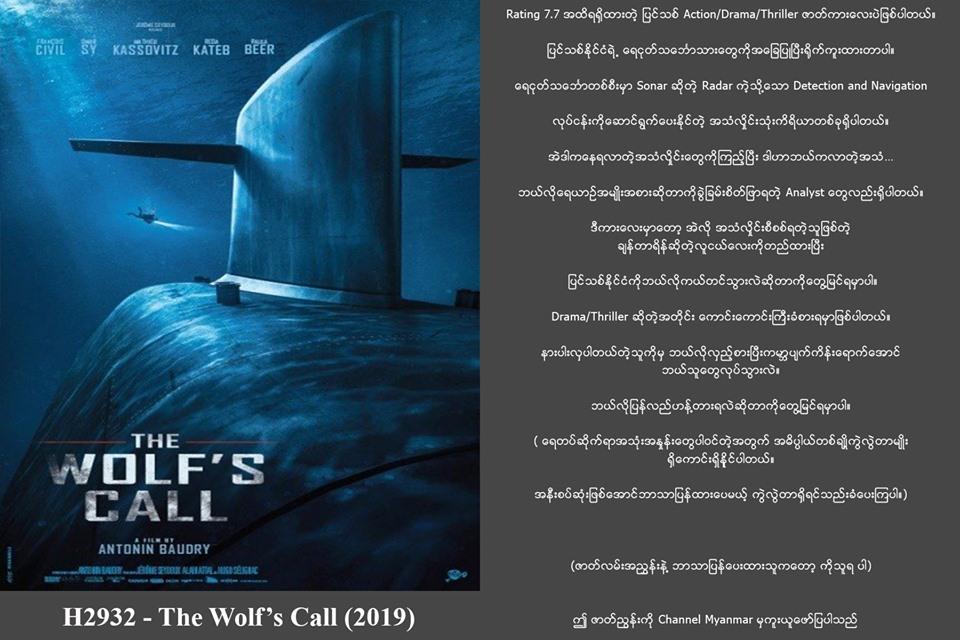 JÉRÔME SEYDOUX
FRANÇOIS CIVIL
OMAR SY
MATHIEU KASSOVITZ
REDA KATEB
PAULA BEER
THE
WOLF'S
CALL
A FILM BY
ANTONIN BAUDRY
ANTONIN BAUDRY JÉRÔME SEYDOUX ALAIN ATTAL HUGO SÉLIGNAC
H2932 - The Wolf's Call (2019)
Rating 7.7 အထိရရှိထားတဲ့ ပြင်သစ် Action/Drama/Thriller ဇာတ်ကားလေးပဲဖြစ်ပါတယ်။
ပြင်သစ်နိုင်ငံရဲ့ ရေငုတ်သင်္ဘောသားတွေကိုအခြေပြုပြီးရိုက်ကူးထားတာပါ။
ရေငုတ်သင်္ဘောတစ်စီးမှာ Sonar ဆိုတဲ့ Radar ကဲ့သို့သော Detection and Navigation
လုပ်ငန်းကိုဆောင်ရွက်ပေးနိုင်တဲ့ အသံလှိုင်းသုံးကိရိယာတစ်ခုရှိပါတယ်။
အဲဒါကနေရလာတဲ့အသံလှိုင်းတွေကိုကြည့်ပြီး ဒါဟာဘယ်ကလာတဲ့အသံ...
ဘယ်လိုရေယာဉ်အမျိုးအစားဆိုတာကိုခွဲခြမ်းစိတ်ဖြာရတဲ့ Analyst တွေလည်းရှိပါတယ်။
ဒီကားလေးမှာတော့ အဲလို အသံလှိုင်းစီစစ်ရတဲ့သူဖြစ်တဲ့
ချန်တာရိန်ဆိုတဲ့လူငယ်လေးကိုတည်ထားပြီး
ပြင်သစ်နိုင်ငံကိုဘယ်လိုကယ်တင်သွားလဲဆိုတာကိုတွေ့မြင်ရမှာပါ။
Drama/Thriller ဆိုတဲ့အတိုင်း ကောင်းကောင်းကြီးခံစားရမှာဖြစ်ပါတယ်။
နားပါးလှပါတယ်တဲ့သူကိုမှ ဘယ်လိုလှည့်စားပြီးကမ္ဘာပျက်ကိန်းရောက်အောင်
ဘယ်သူတွေလုပ်သွားလဲ။
ဘယ်လိုပြန်လည်ဟန့်တားရလဲဆိုတာကိုတွေ့မြင်ရမှာပါ။
( ရေတပ်ဆိုက်ရာအသုံးအနှုန်းတွေပါဝင်တဲ့အတွက် အဓိပ္ပါယ်တစ်ချို့ကွဲလွဲတာမျိုး
ရှိကောင်းရှိနိုင်ပါတယ်။
အနီးစပ်ဆုံးဖြစ်အောင်ဘာသာပြန်ထားပေမယ့် ကွဲလွဲတာရှိရင်သည်းခံပေးကြပါ။)
(ဇာတ်လမ်းအညွှန်းနဲ့ ဘာသာပြန်ပေးထားသူကတော့ ကိုသူရ ပါ)
ဤ ဇာတ်ညွှန်းကို Channel Myanmar မှကူးယူဖော်ပြပါသည်